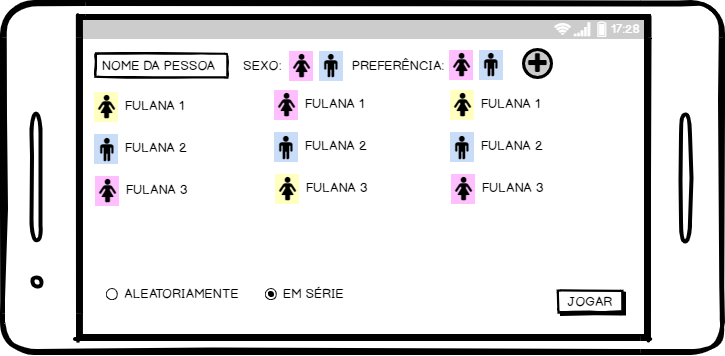 17:28
NOME DA PESSOA SEXO: PREFERÊNCIA:
FULANA 1 FULANA 1 FULANA 1
FULANA 2 FULANA 2 FULANA 2
FULANA 3 FULANA 3 FULANA 3
ALEATORIAMENTE EM SÉRIE
JOGAR